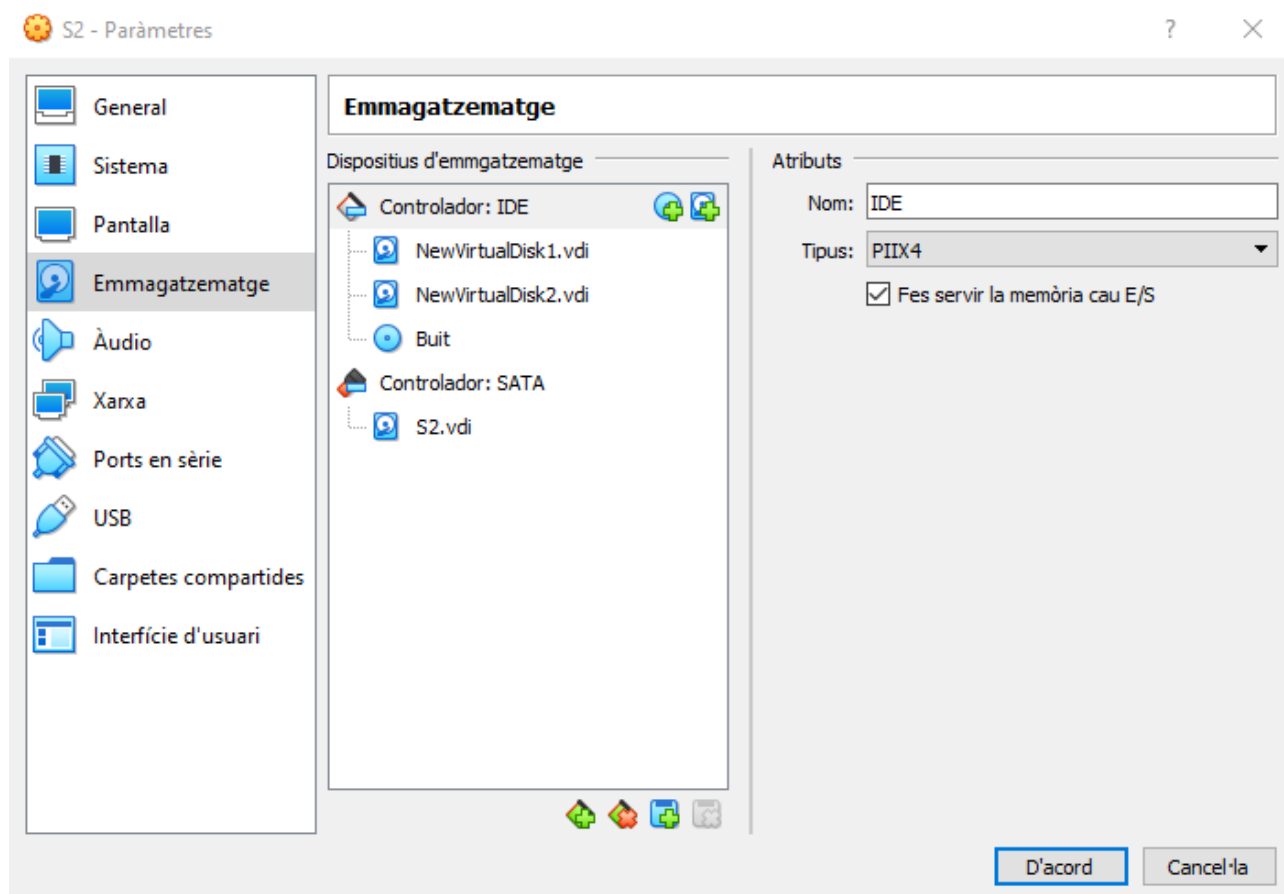 S2 - Paràmetres
?
General
Sistema
Pantalla
Emmagatzematge
Àudio
Xarxa
Ports en sèrie
USB
Carpetes compartides
Interfície d'usuari
Emmagatzematge
Dispositius d'emmgatzematge
Controlador: IDE
NewVirtualDisk1.vdi
NewVirtualDisk2.vdi
Buit
Controlador: SATA
S2.vdi
Atributs
Nom: IDE
Tipus: PIIX4
Fes servir la memòria cau E/S
D'acord
Cancel·la